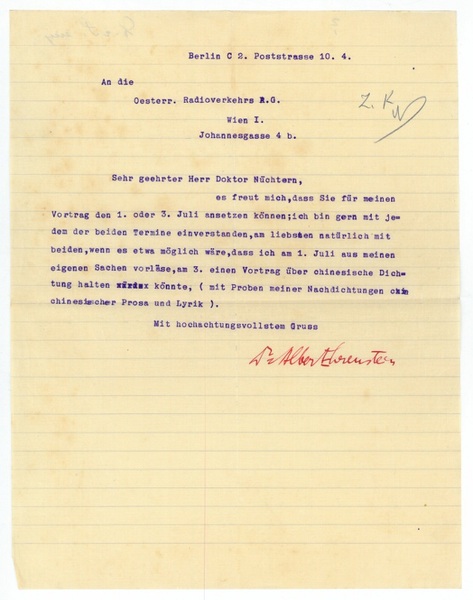 Berlin C 2. Poststrasse 10. 4.
An die
Oesterr. Radioverkehrs A.G.
Z. K
Wien I.
Johannesgasse 4 b.
Sehr geehrter Herr Doktor Nüchtern,
es freut mich,dass Sie für meinen
Vortrag den 1. oder 3. Juli ansetzen können;ich bin gern mit je-
dem der beiden Termine einverstanden,am liebsten natürlich mit
beiden,wenn es etwa möglich wäre,dass ich am 1. Juli aus meinen
eigenen Sachen vorläse,am 3. einen Vortrag über chinesische Dich-
tung halten könnte, ( mit Proben meiner Nachdichtungen
chinesischer Prosa und Lyrik ).
Mit hochachtungsvollstem Gruss
Dr Albert Ehrenstein